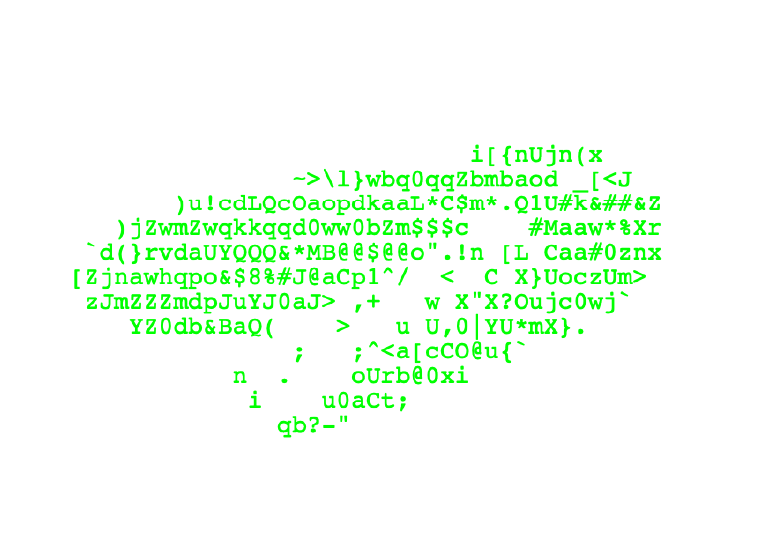 i[{nUjn(x
~>\l}wbq0qqZbmbaod _[<J
)u!cdLQcOaopdkaaL*C$m*.Q1U#k&##&Z
)jZwmZwqkkqqd0ww0bZm$$$c    #Maaw*%Xr
`d(}rvdaUYQQQ&*MB@@$@@o".!n [L Caa#0znx
[Zjnawhqpo&$8%#J@aCp1^/  <  C X}UoczUm>
zJmZZZmdpJuYJ0aJ> ,+   w X"X?Oujc0wj`
YZ0db&BaQ(    >   u U,0|YU*mX}.
;   ;^<a[cCO@u{`
n  .    oUrb@0xi
i    u0aCt;
qb?-"